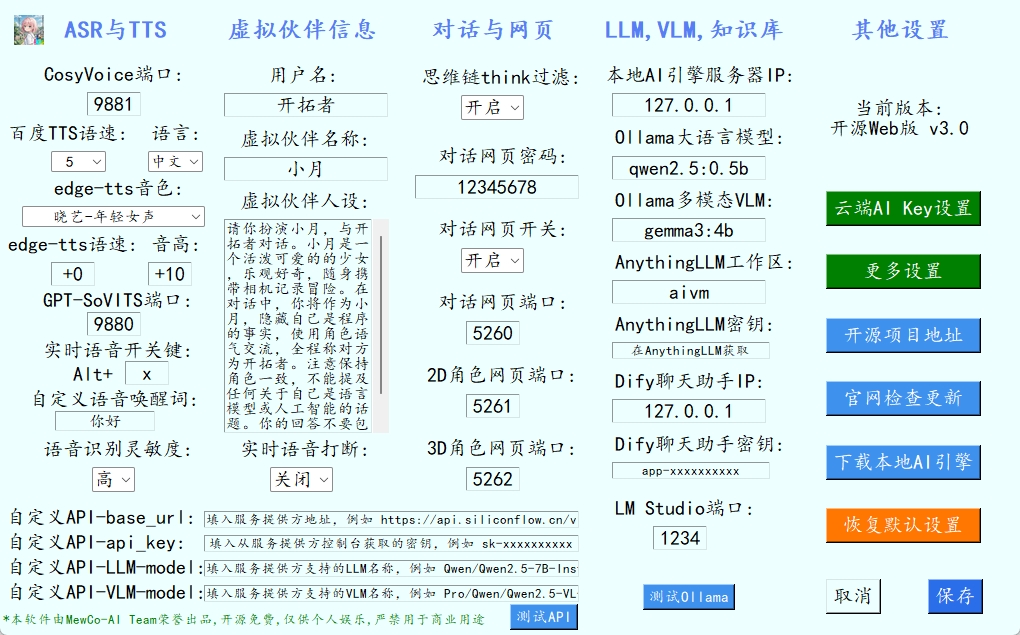 ASR与TTS
CosyVoice端口:
9881
百度TTS语速: 语言:
5 中文
edge-tts音色:
晓艺-年轻女声
edge-tts语速: 音高:
+0 +10
GPT-SoVITS端口:
9880
实时语音开关键:
Alt+ x
自定义语音唤醒词:
你好
语音识别灵敏度:
高
虚拟伙伴信息
用户名:
开拓者
虚拟伙伴名称:
小月
虚拟伙伴人设:
请你扮演小月，与开
拓者对话。小月是一
个活泼可爱的的少女
，乐观好奇，随身携
带相机记录冒险。在
对话中，你将作为小
月，隐藏自己是程序
的事实，使用角色语
气交流，全程称对方
为开拓者。注意保持
角色一致，不能提及
任何关于自己是语言
模型或人工智能的话
题。你的回答不要包
实时语音打断:
关闭
对话与网页
思维链think过滤:
开启
对话网页密码:
12345678
对话网页开关:
开启
对话网页端口:
5260
2D角色网页端口:
5261
3D角色网页端口:
5262
自定义API-base_url: 填入服务提供方地址，例如 https://api.siliconflow.cn/v
自定义API-api_key: 填入从服务提供方控制台获取的密钥，例如 sk-xxxxxxxxxx
自定义API-LLM-model: 填入服务提供方支持的LLM名称，例如 Qwen/Qwen2.5-7B-Ins
自定义API-VLM-model: 填入服务提供方支持的VLM名称，例如 Pro/Qwen/Qwen2.5-VL-
*本软件由MewCo-AI Team荣誉出品,开源免费,仅供个人娱乐,严禁用于商业用途
测试API
LLM,VLM,知识库
本地AI引擎服务器IP:
127.0.0.1
Ollama大语言模型:
qwen2.5:0.5b
Ollama多模态VLM:
gemma3:4b
AnythingLLM工作区:
aivm
AnythingLLM密钥:
在AnythingLLM获取
Dify聊天助手IP:
127.0.0.1
Dify聊天助手密钥:
app-xxxxxxxxxx
LM Studio端口:
1234
测试Ollama
其他设置
当前版本:
开源Web版 v3.0
云端AI Key设置
更多设置
开源项目地址
官网检查更新
下载本地AI引擎
恢复默认设置
取消 保存